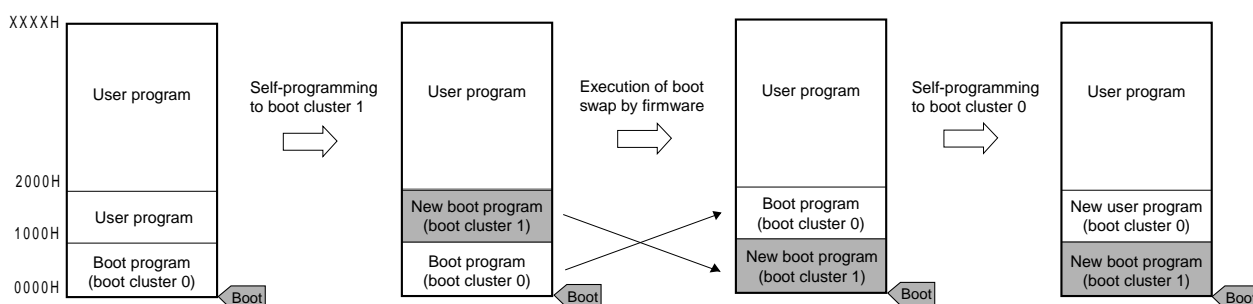 XXXXH
User program
2000H
User program
1000H
Boot program
(boot cluster 0)
0000H
Boot
Self-programming
to boot cluster 1
User program
New boot program
(boot cluster 1)
Boot program
(boot cluster 0)
Boot
Execution of boot
swap by firmware
User program
Boot program
(boot cluster 0)
New boot program
(boot cluster 1)
Boot
Self-programming
to boot cluster 0
User program
New user program
(boot cluster 0)
New boot program
(boot cluster 1)
Boot